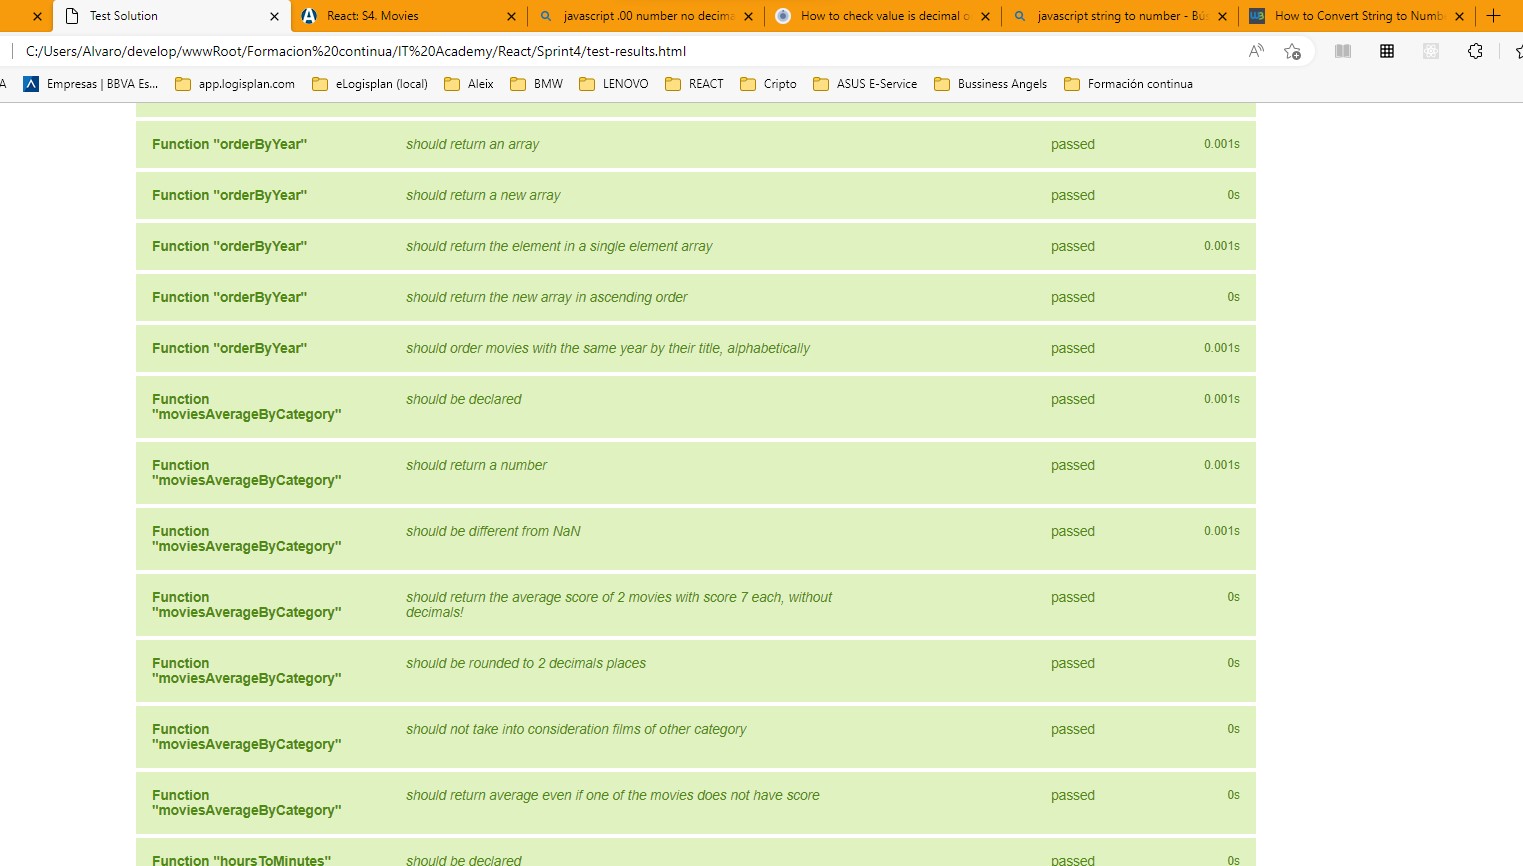 Test Solution
React: S4. Movies
javascript .00 number no decima
How to check value is decimal o
javascript string to number - Bús
How to Convert String to Numb
C:/Users/Alvaro/develop/wwwRoot/Formacion%20continua/IT%20Academy/React/Sprint4/test-results.html
A
Empresas | BBVA Es...
app.logisplan.com
eLogisplan (local)
Aleix
BMW
LENOVO
REACT
Cripto
ASUS E-Service
Bussiness Angels
Formación continua
Function "orderByYear" should return an array passed 0.001s
Function "orderByYear" should return a new array passed 0s
Function "orderByYear" should return the element in a single element array passed 0.001s
Function "orderByYear" should return the new array in ascending order passed 0s
Function "orderByYear" should order movies with the same year by their title, alphabetically passed 0.001s
Function should be declared passed 0.001s
"moviesAverageByCategory"
Function should return a number passed 0.001s
"moviesAverageByCategory"
Function should be different from NaN passed 0.001s
"moviesAverageByCategory"
Function should return the average score of 2 movies with score 7 each, without passed 0s
"moviesAverageByCategory" decimals!
Function should be rounded to 2 decimals places passed 0s
"moviesAverageByCategory"
Function should not take into consideration films of other category passed 0s
"moviesAverageByCategory"
Function should return average even if one of the movies does not have score passed 0s
"moviesAverageByCategory"
Function "hoursToMinutes" should be declared passed 0s